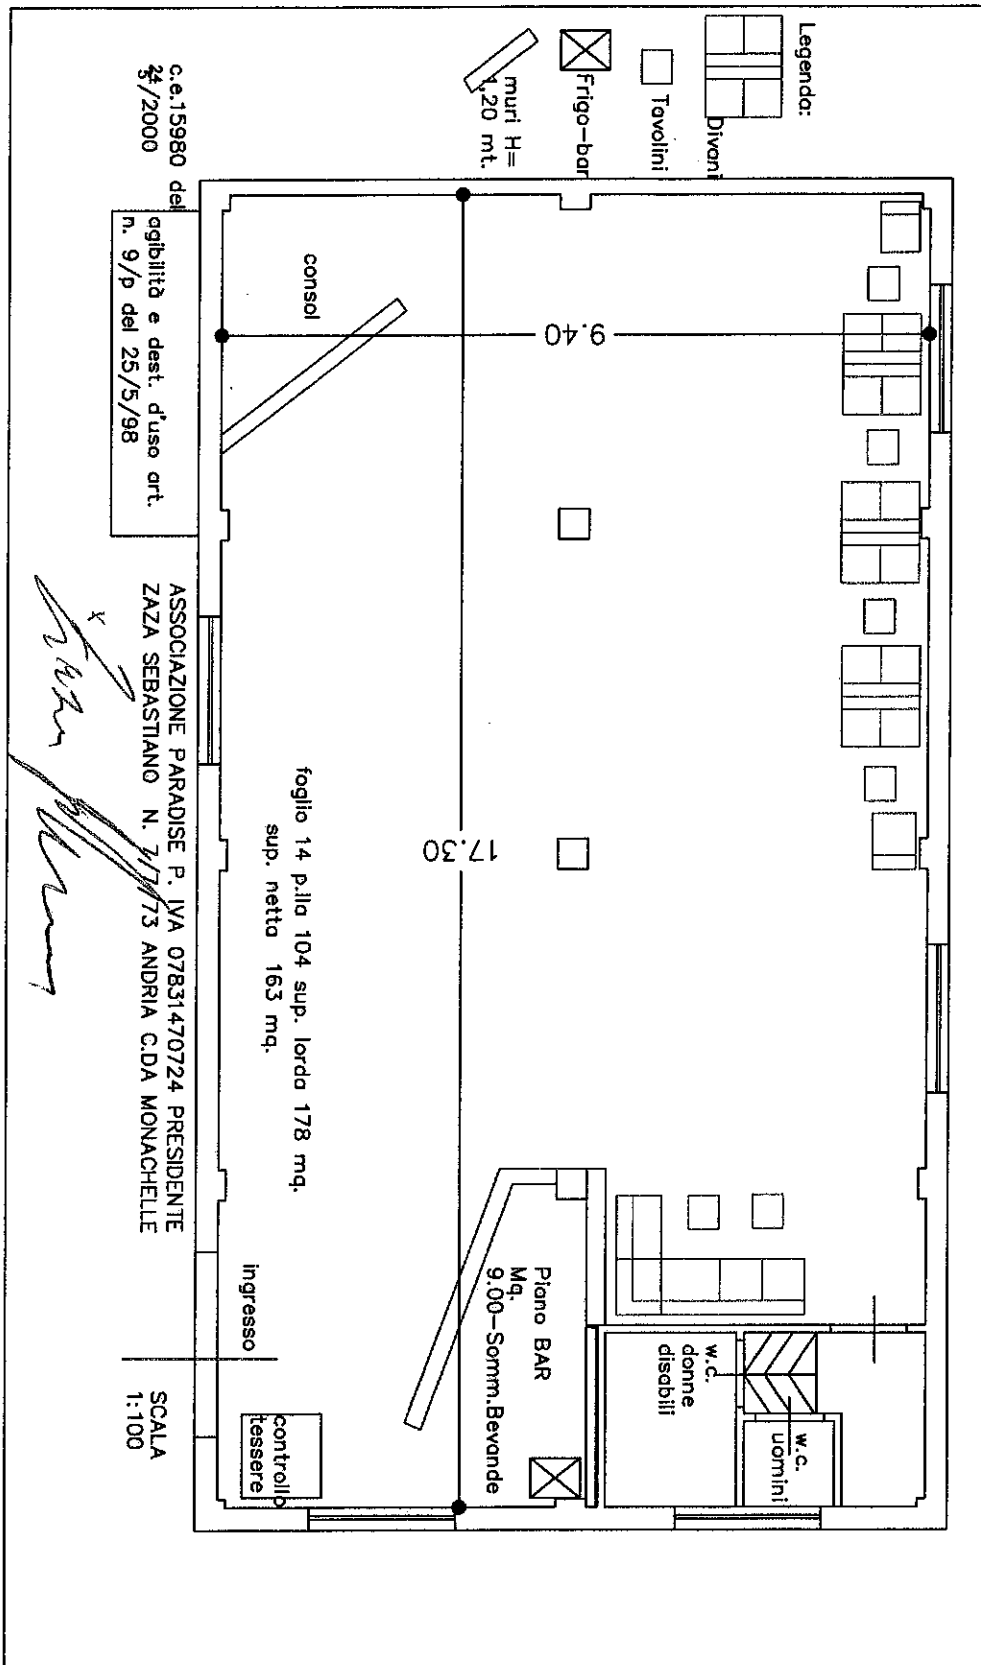 Legenda:
Divani
Tavolini
Frigo-bar
muri H=
1,20 mt.
c.e.15980 del
/2000
agibilità e dest. d'uso art.
n. 9/p del 25/5/98
consol
9.40
17.30
foglio 14 p.lla 104 sup. lorda 178 mq.
sup. netta 163 mq.
Piano BAR
Mq.
9.00-Somm.Bevande
w.c.
donne
disabili
w.c.
uomini
ingresso
controllo
tessere
SCALA
1:100
ASSOCIAZIONE PARADISE P. IVA 07831470724 PRESIDENTE
ZAZA SEBASTIANO N. 7/7/73 ANDRIA C.DA MONACHELLE